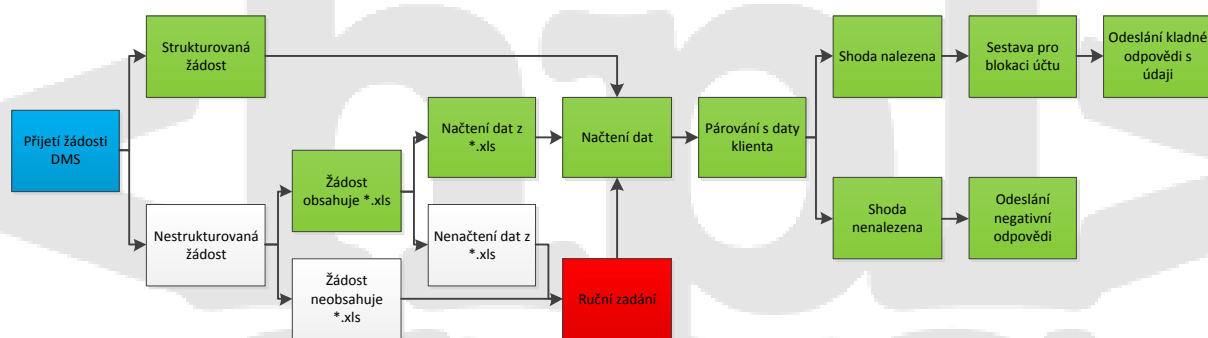 Přijetí žádosti
DMS
Strukturovaná
žádost
Nestrukturovaná
žádost
Žádost
obsahuje *.xls
Žádost
neobsahuje
*.xls
Načtení dat z
*.xls
Nenačtení dat z
*.xls
Načtení dat
Ruční zadání
Párování s daty
klienta
Shoda nalezena
Shoda
nenalezena
Sestava pro
blokaci účtu
Odeslání
negativní
odpovědi
Odeslání kladné
odpovědi s
údaji